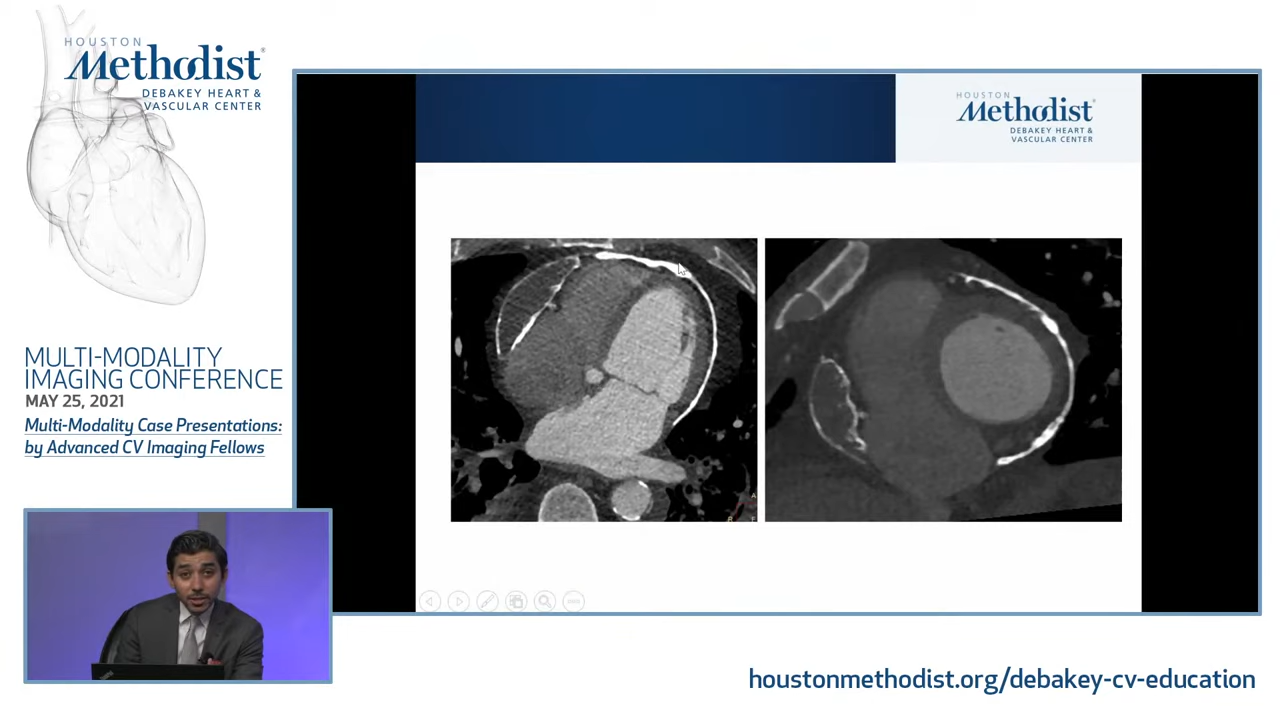 HOUSTON
Methodist®
DEBAKEY HEART &
VASCULAR CENTER
MULTI-MODALITY
IMAGING CONFERENCE
MAY 25, 2021
Multi-Modality Case Presentations:
by Advanced CV Imaging Fellows
HOUSTON
Methodist®
DEBAKEY HEART &
VASCULAR CENTER
houstonmethodist.org/debakey-cv-education